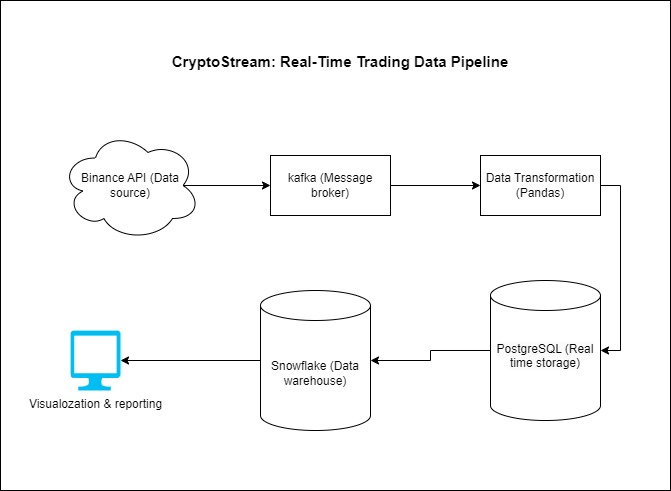 CryptoStream: Real-Time Trading Data Pipeline
Binance API (Data
source)
kafka (Message
broker)
Data Transformation
(Pandas)
PostgreSQL (Real
time storage)
Snowflake (Data
warehouse)
Visualozation & reporting